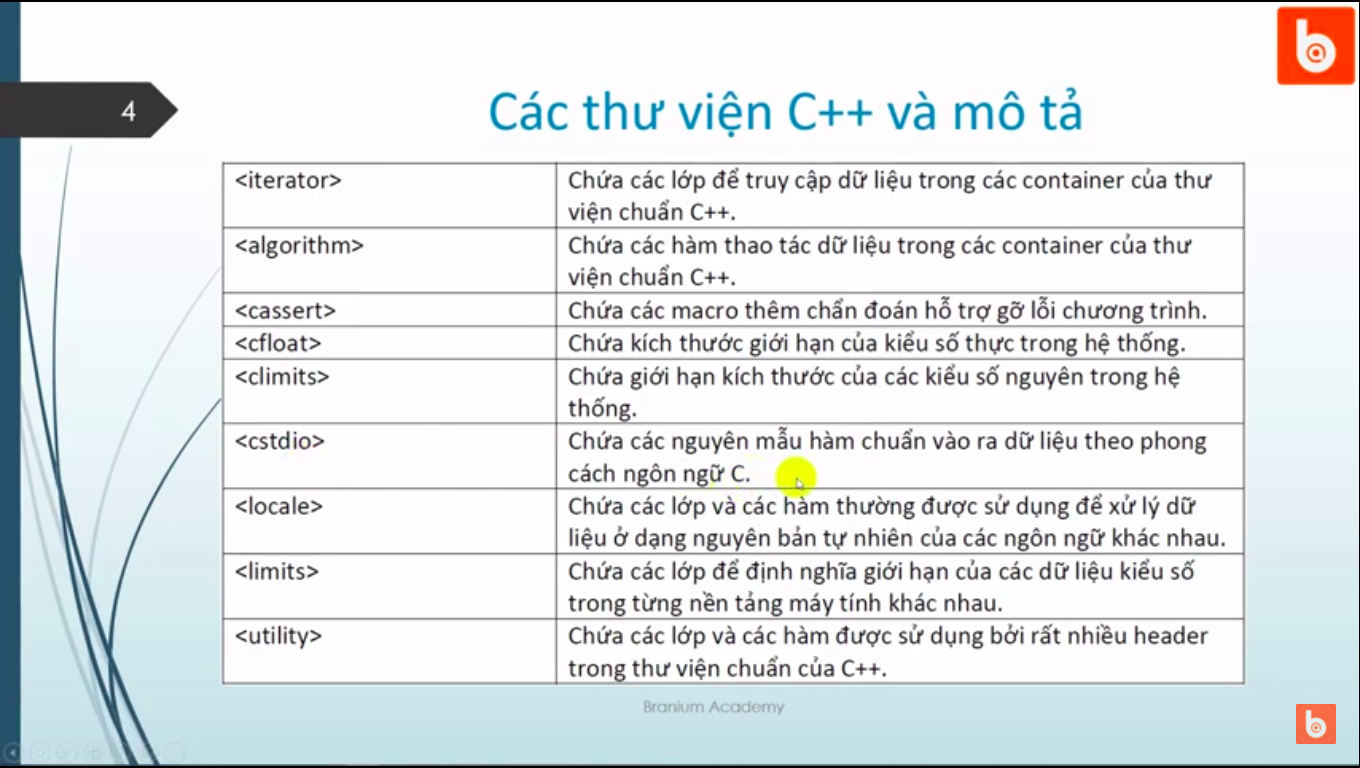 4
Các thư viện C++ và mô tả
<iterator>
Chứa các lớp để truy cập dữ liệu trong các container của thư
viện chuẩn C++.
<algorithm>
Chứa các hàm thao tác dữ liệu trong các container của thư
viện chuẩn C++.
<cassert>
Chứa các macro thêm chẩn đoán hỗ trợ gỡ lỗi chương trình.
<cfloat>
Chứa kích thước giới hạn của kiểu số thực trong hệ thống.
<climits>
Chứa giới hạn kích thước của các kiểu số nguyên trong hệ
thống.
<cstdio>
Chứa các nguyên mẫu hàm chuẩn vào ra dữ liệu theo phong
cách ngôn ngữ C.
<locale>
Chứa các lớp và các hàm thường được sử dụng để xử lý dữ
liệu ở dạng nguyên bản tự nhiên của các ngôn ngữ khác nhau.
<limits>
Chứa các lớp để định nghĩa giới hạn của các dữ liệu kiểu số
trong từng nền tảng máy tính khác nhau.
<utility>
Chứa các lớp và các hàm được sử dụng bởi rất nhiều header
trong thư viện chuẩn của C++.
Branium Academy